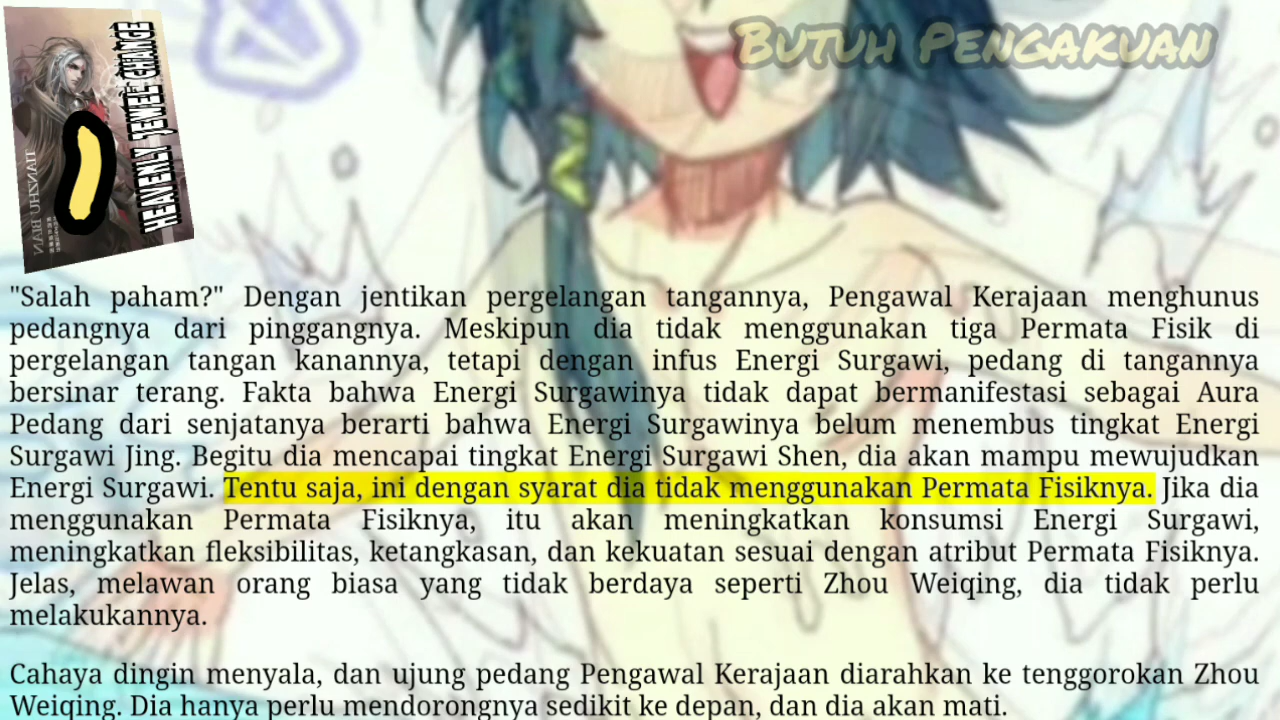 BUTUH PENGAKUAN
HEAVENLY JEWEL CHANGE
TIANZHU BIAN
"Salah paham?" Dengan jentikan pergelangan tangannya, Pengawal Kerajaan menghunus
pedangnya dari pinggangnya. Meskipun dia tidak menggunakan tiga Permata Fisik di
pergelangan tangan kanannya, tetapi dengan infus Energi Surgawi, pedang di tangannya
bersinar terang. Fakta bahwa Energi Surgawinya tidak dapat bermanifestasi sebagai Aura
Pedang dari senjatanya berarti bahwa Energi Surgawinya belum menembus tingkat Energi
Surgawi Jing. Begitu dia mencapai tingkat Energi Surgawi Shen, dia akan mampu mewujudkan
Energi Surgawi. Tentu saja, ini dengan syarat dia tidak menggunakan Permata Fisiknya. Jika dia
menggunakan Permata Fisiknya, itu akan meningkatkan konsumsi Energi Surgawi,
meningkatkan fleksibilitas, ketangkasan, dan kekuatan sesuai dengan atribut Permata Fisiknya.
Jelas, melawan orang biasa yang tidak berdaya seperti Zhou Weiqing, dia tidak perlu
melakukannya.
Cahaya dingin menyala, dan ujung pedang Pengawal Kerajaan diarahkan ke tenggorokan Zhou
Weiqing. Dia hanya perlu mendorongnya sedikit ke depan, dan dia akan mati.